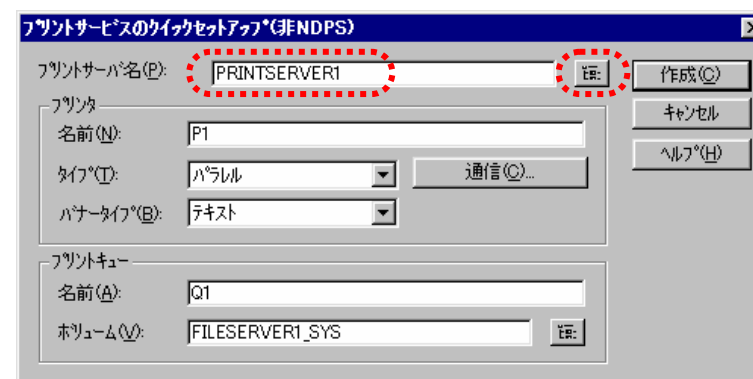 プリントサービスのクイックセットアップ(非NDPS)
プリントサーバ名(P): PRINTSERVER1
作成(C)
プリンタ
キャンセル
名前(N): P1
ヘルプ(H)
タイプ(T): パラレル 通信(C)...
バナータイプ(B): テキスト
プリントキュー
名前(A): Q1
ボリューム(V): FILESERVER1_SYS